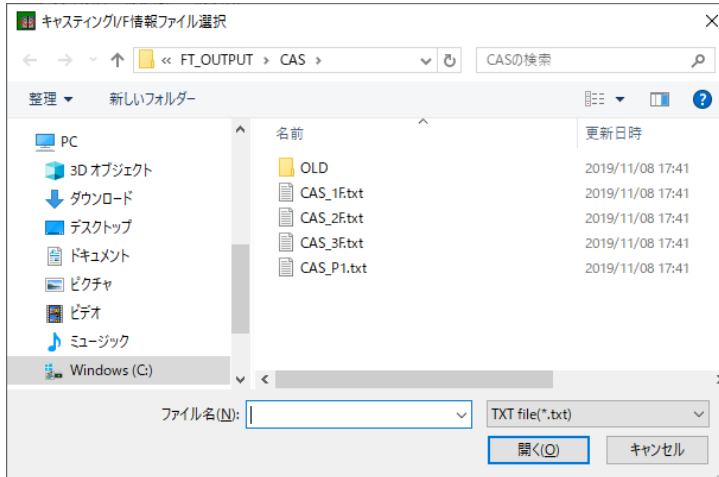 キャスティングI/F情報ファイル選択
« FT_OUTPUT › CAS ›
CASの検索
整理
新しいフォルダー
名前
更新日時
PC
3D オブジェクト
ダウンロード
デスクトップ
ドキュメント
ピクチャ
ビデオ
ミュージック
Windows (C:)
OLD 2019/11/08 17:41
CAS_1F.txt 2019/11/08 17:41
CAS_2F.txt 2019/11/08 17:41
CAS_3F.txt 2019/11/08 17:41
CAS_P1.txt 2019/11/08 17:41
ファイル名(N):
TXT file(*.txt)
開く(O)
キャンセル